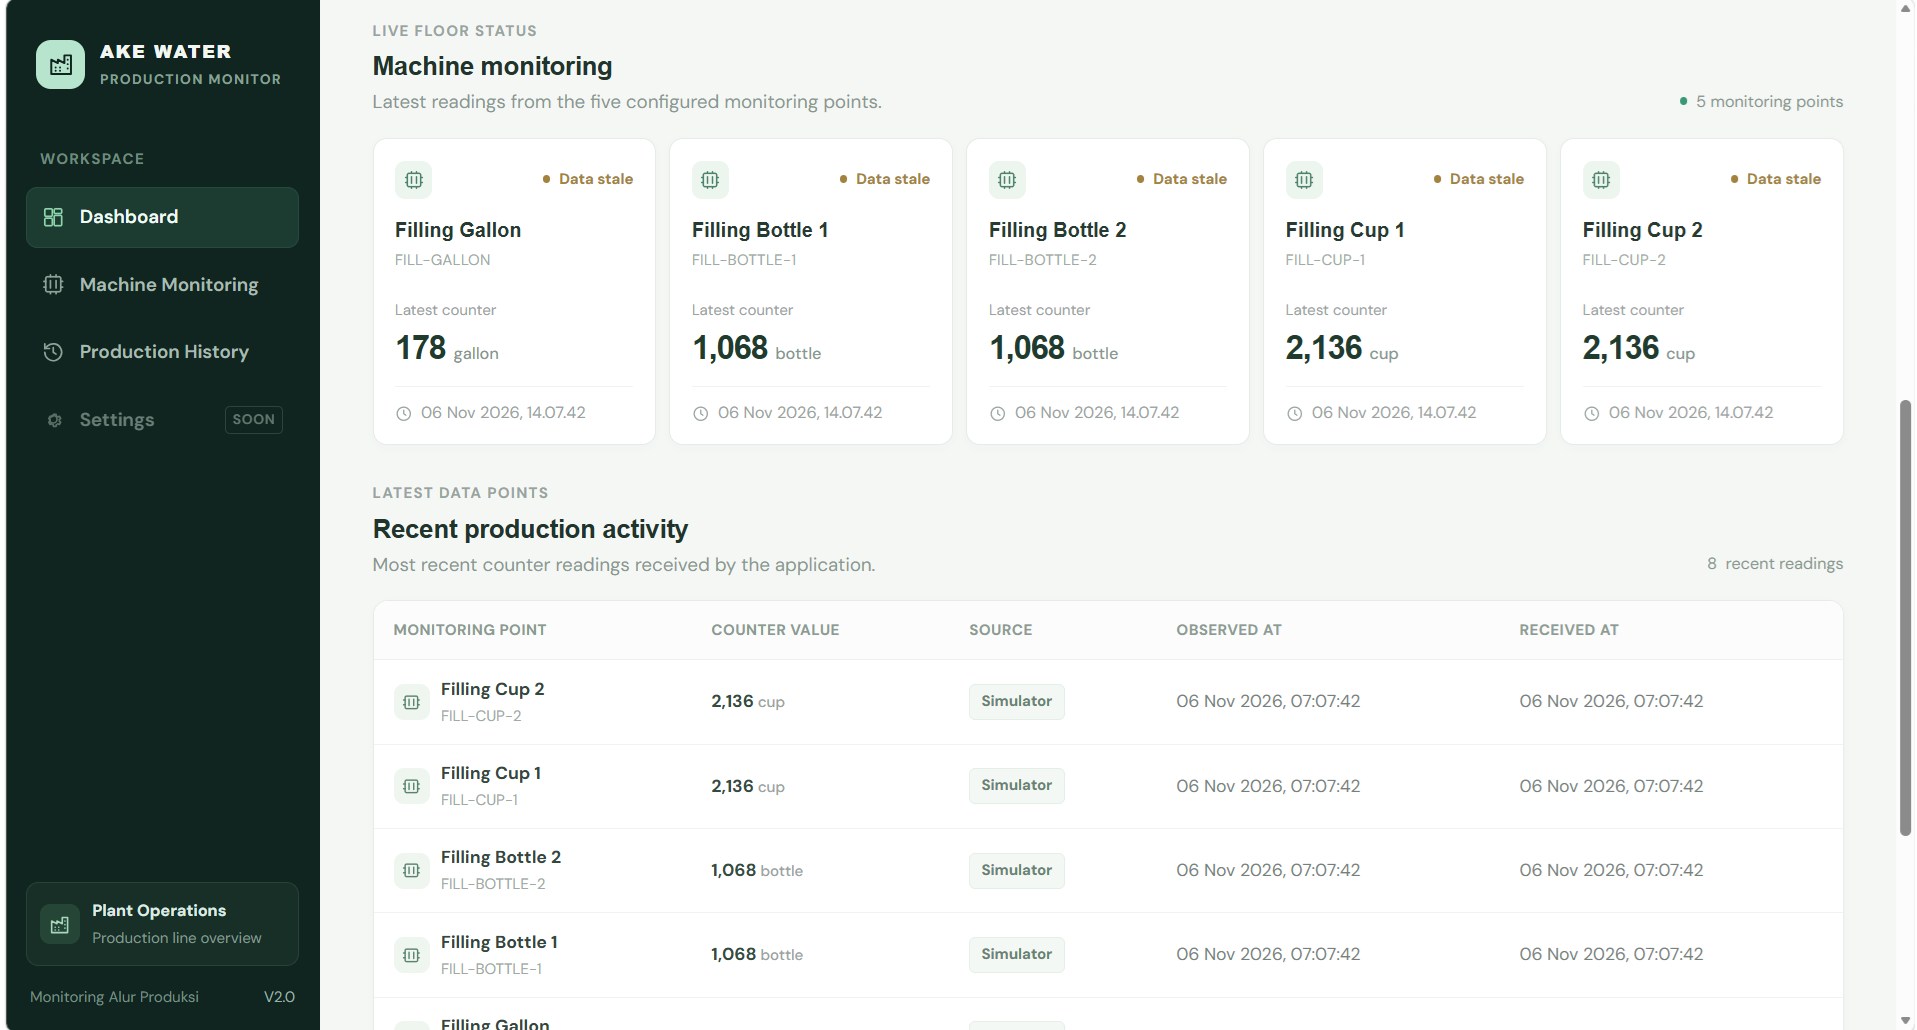 AKE WATER
PRODUCTION MONITOR
WORKSPACE
Dashboard
Machine Monitoring
Production History
Settings SOON
Plant Operations
Production line overview
Monitoring Alur Produksi V2.0
LIVE FLOOR STATUS
Machine monitoring
Latest readings from the five configured monitoring points.
5 monitoring points
Data stale
Filling Gallon
FILL-GALLON
Latest counter
178 gallon
06 Nov 2026, 14.07.42
Data stale
Filling Bottle 1
FILL-BOTTLE-1
Latest counter
1,068 bottle
06 Nov 2026, 14.07.42
Data stale
Filling Bottle 2
FILL-BOTTLE-2
Latest counter
1,068 bottle
06 Nov 2026, 14.07.42
Data stale
Filling Cup 1
FILL-CUP-1
Latest counter
2,136 cup
06 Nov 2026, 14.07.42
Data stale
Filling Cup 2
FILL-CUP-2
Latest counter
2,136 cup
06 Nov 2026, 14.07.42
LATEST DATA POINTS
Recent production activity
Most recent counter readings received by the application.
8 recent readings
MONITORING POINT COUNTER VALUE SOURCE OBSERVED AT RECEIVED AT
Filling Cup 2
FILL-CUP-2
2,136 cup Simulator 06 Nov 2026, 07:07:42 06 Nov 2026, 07:07:42
Filling Cup 1
FILL-CUP-1
2,136 cup Simulator 06 Nov 2026, 07:07:42 06 Nov 2026, 07:07:42
Filling Bottle 2
FILL-BOTTLE-2
1,068 bottle Simulator 06 Nov 2026, 07:07:42 06 Nov 2026, 07:07:42
Filling Bottle 1
FILL-BOTTLE-1
1,068 bottle Simulator 06 Nov 2026, 07:07:42 06 Nov 2026, 07:07:42
Filling Gallon